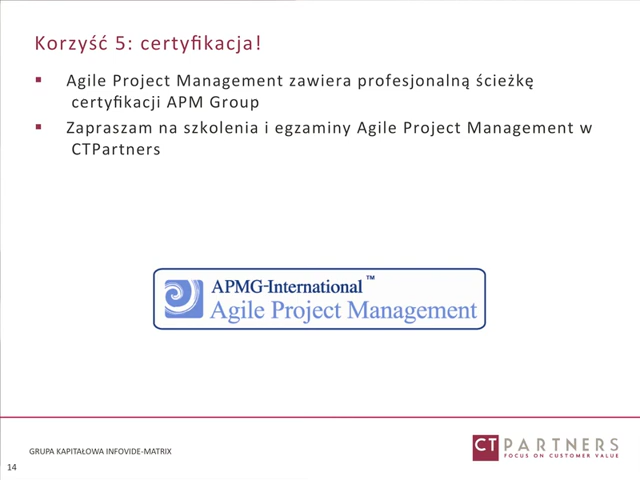 Korzyść 5: certyfikacja!
▪ Agile Project Management zawiera profesjonalną ścieżkę
certyfikacji APM Group
▪ Zapraszam na szkolenia i egzaminy Agile Project Management w
CTPartners
APMG-International™
Agile Project Management
GRUPA KAPITAŁOWA INFOVIDE-MATRIX
CT PARTNERS
FOCUS ON CUSTOMER VALUE
14